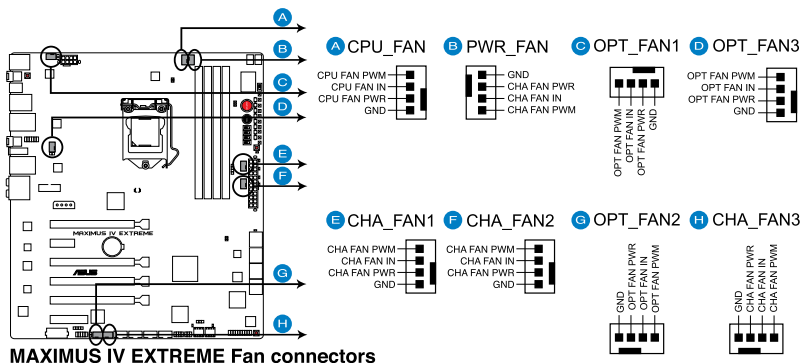 A
B
C
D
E
F
G
H
MAXIMUS IV EXTREME
ASUS
A CPU_FAN
CPU FAN PWM
CPU FAN IN
CPU FAN PWR
GND
B PWR_FAN
GND
CHA FAN PWR
CHA FAN IN
CHA FAN PWM
C OPT_FAN1
OPT FAN PWM
OPT FAN IN
OPT FAN PWR
GND
D OPT_FAN3
OPT FAN PWM
OPT FAN IN
OPT FAN PWR
GND
E CHA_FAN1
CHA FAN PWM
CHA FAN IN
CHA FAN PWR
GND
F CHA_FAN2
CHA FAN PWM
CHA FAN IN
CHA FAN PWR
GND
G OPT_FAN2
GND
OPT FAN PWR
OPT FAN IN
OPT FAN PWM
H CHA_FAN3
GND
CHA FAN PWR
CHA FAN IN
CHA FAN PWM
MAXIMUS IV EXTREME Fan connectors